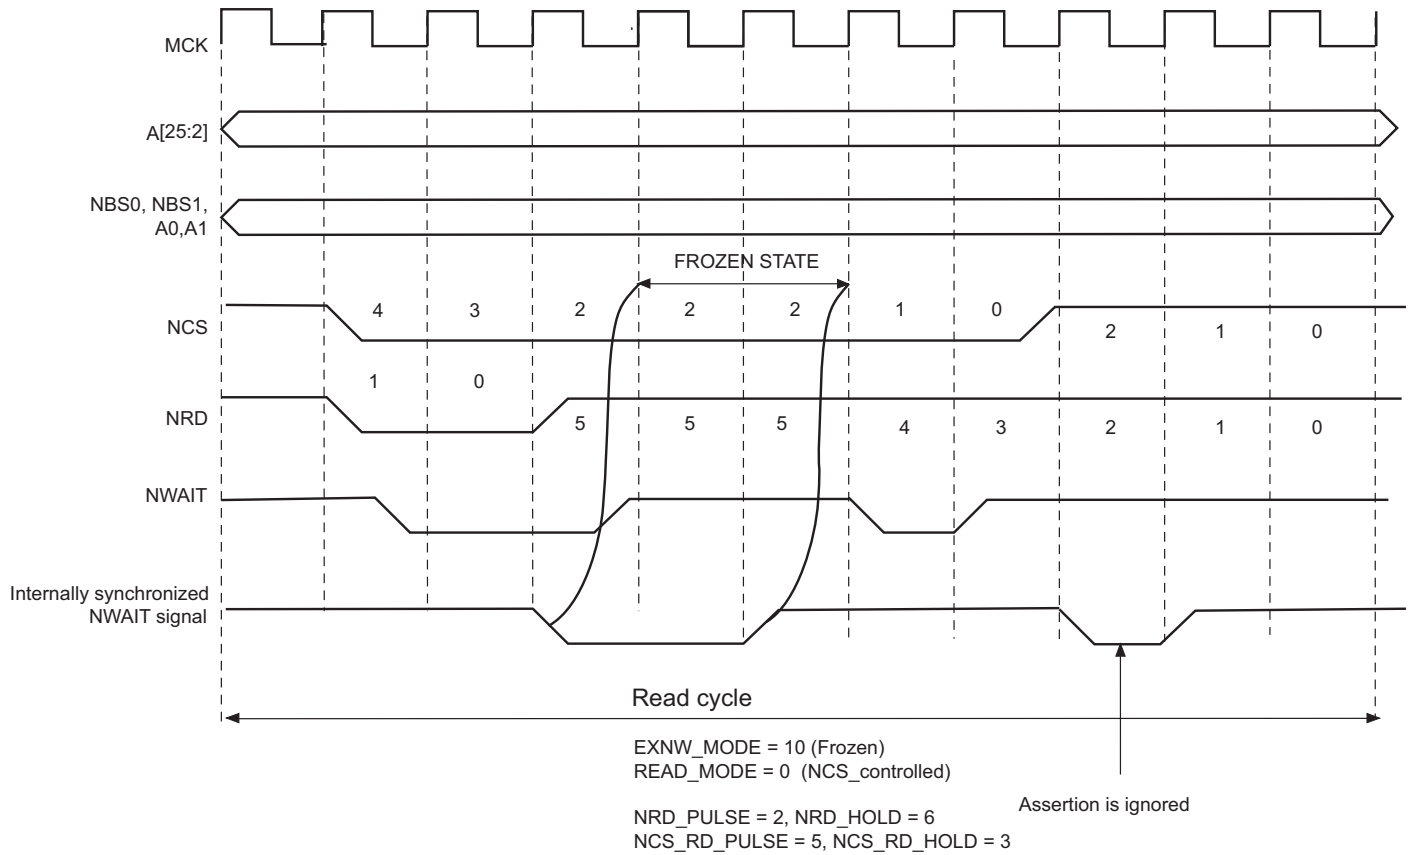 MCK
A[25:2]
NBS0, NBS1,
A0,A1
FROZEN STATE
4 3 2 2 2 1 0
NCS
2 1 0
1 0
NRD
5 5 5 4 3 2 1 0
NWAIT
Internally synchronized
NWAIT signal
Read cycle
EXNW_MODE = 10 (Frozen)
READ_MODE = 0 (NCS_controlled)
Assertion is ignored
NRD_PULSE = 2, NRD_HOLD = 6
NCS_RD_PULSE = 5, NCS_RD_HOLD = 3